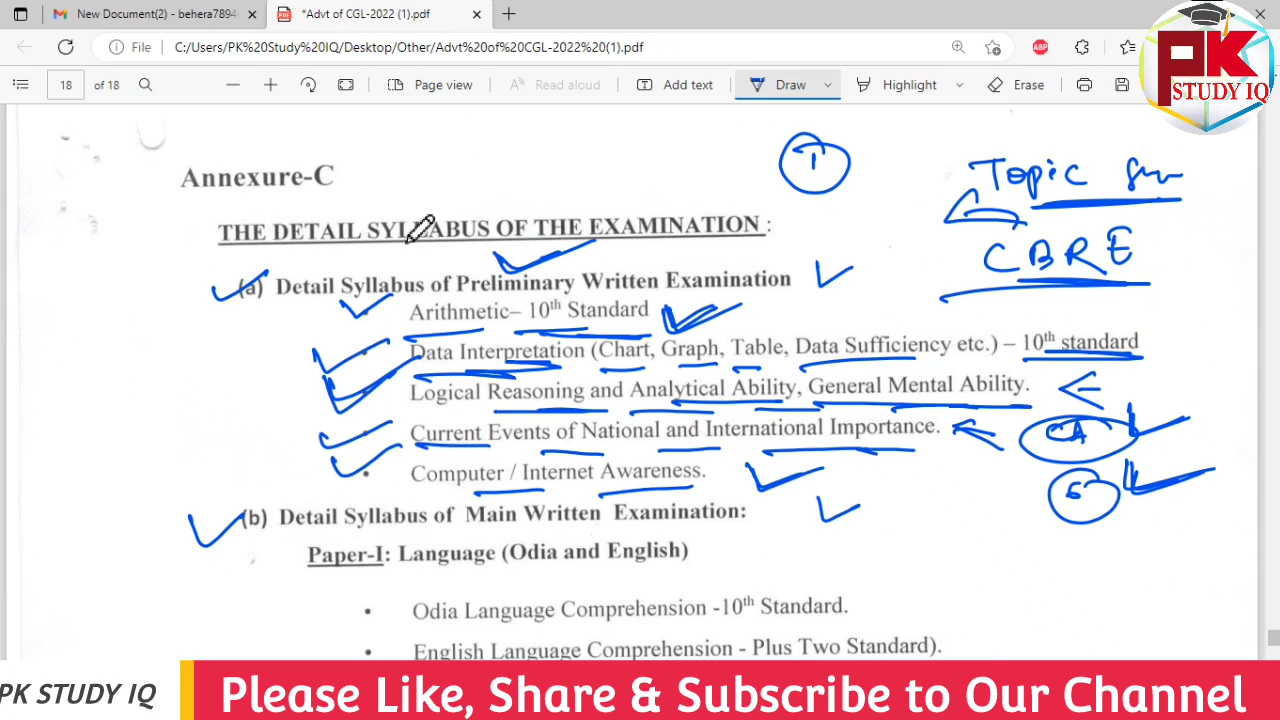 New Document(2) - behera7894
*Advt of CGL-2022 (1).pdf
File C:/Users/PK%20Study%20IQ/Desktop/Other/Advt%20of%20CGL-2022%20(1).pdf
ABP
18 of 18 Page view Read aloud Add text Draw Highlight Erase
PK
STUDY IQ
Annexure-C
1
Topic
THE DETAIL SYLLABUS OF THE EXAMINATION :
CBRE
(a) Detail Syllabus of Preliminary Written Examination
• Arithmetic– 10th Standard
• Data Interpretation (Chart, Graph, Table, Data Sufficiency etc.) – 10th standard
Logical Reasoning and Analytical Ability, General Mental Ability.
Current Events of National and International Importance. CA
• Computer / Internet Awareness.
(b) Detail Syllabus of Main Written Examination:
Paper-I: Language (Odia and English)
• Odia Language Comprehension -10th Standard.
• English Language Comprehension - Plus Two Standard).
PK STUDY IQ Please Like, Share & Subscribe to Our Channel